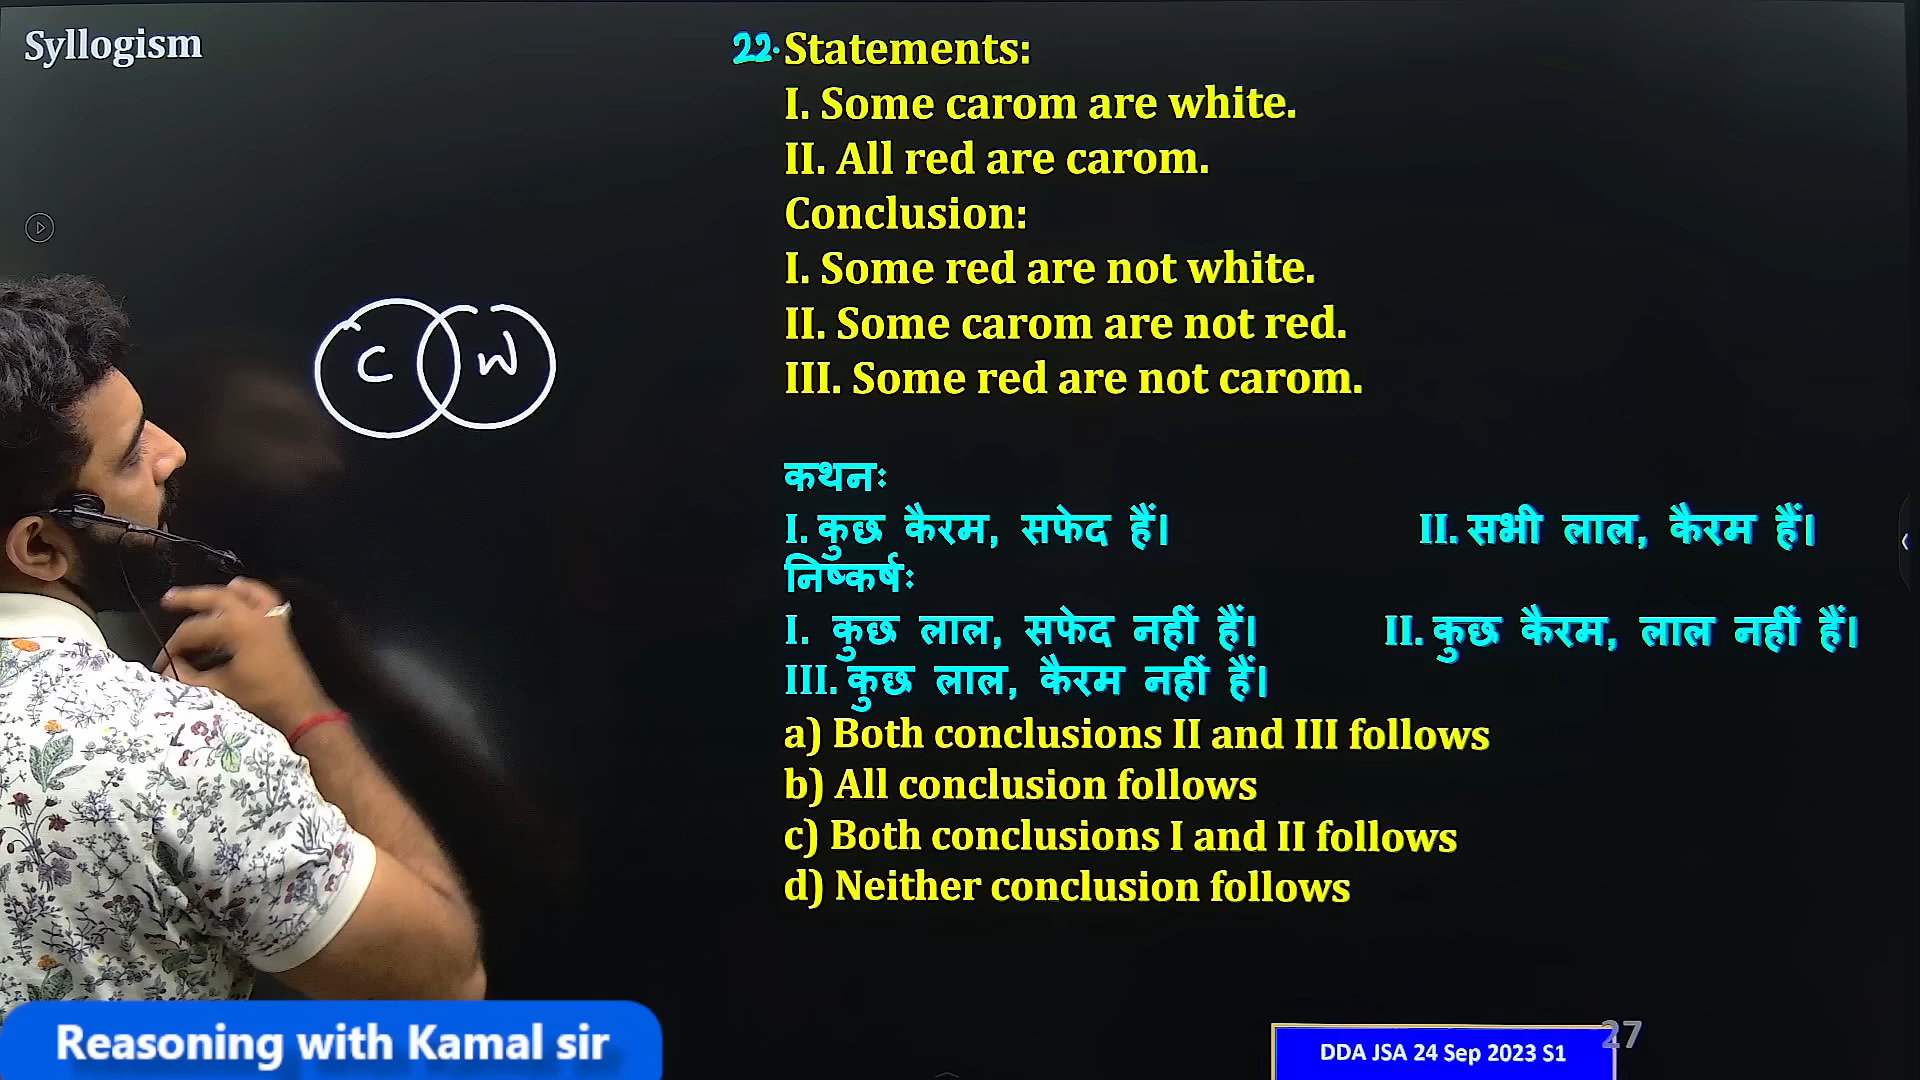 Syllogism
22. Statements:
I. Some carom are white.
II. All red are carom.
Conclusion:
I. Some red are not white.
II. Some carom are not red.
III. Some red are not carom.
C W
कथनः
I. कुछ कैरम, सफेद हैं। II. सभी लाल, कैरम हैं।
निष्कर्षः
I. कुछ लाल, सफेद नहीं हैं। II. कुछ कैरम, लाल नहीं हैं।
III. कुछ लाल, कैरम नहीं हैं।
a) Both conclusions II and III follows
b) All conclusion follows
c) Both conclusions I and II follows
d) Neither conclusion follows
Reasoning with Kamal sir
DDA JSA 24 Sep 2023 S1
27